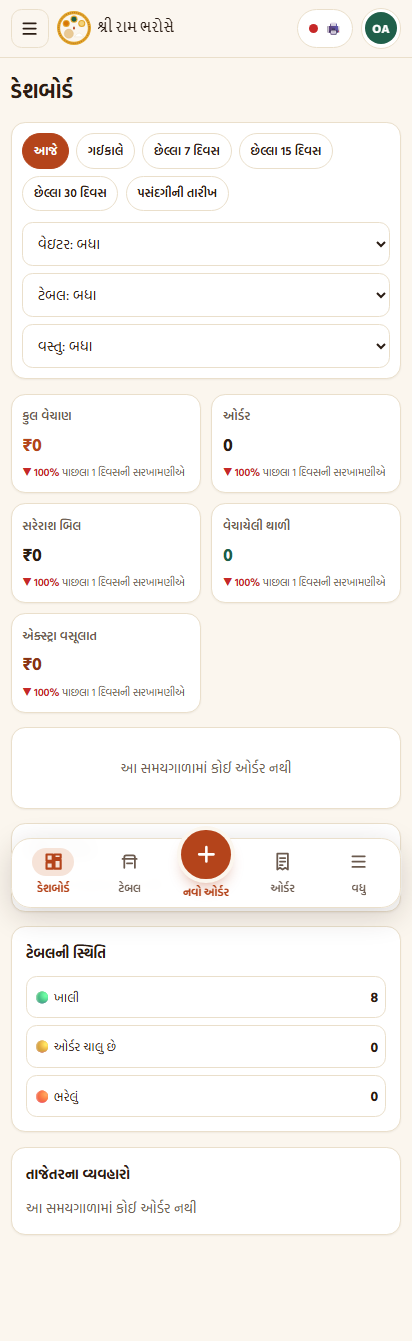 શ્રી રામ ભરોસે
OA
ડેશબોર્ડ
આજે
ગઈકાલે
છેલ્લા 7 દિવસ
છેલ્લા 15 દિવસ
છેલ્લા 30 દિવસ
પસંદગીની તારીખ
વેઇટર: બધા
ટેબલ: બધા
વસ્તુ: બધા
કુલ વેચાણ
₹0
▼ 100% પાછલા 1 દિવસની સરખામણીએ
ઓર્ડર
0
▼ 100% પાછલા 1 દિવસની સરખામણીએ
સરેરાશ બિલ
₹0
▼ 100% પાછલા 1 દિવસની સરખામણીએ
વેચાયેલી થાળી
0
▼ 100% પાછલા 1 દિવસની સરખામણીએ
એક્સ્ટ્રા વસૂલાત
₹0
▼ 100% પાછલા 1 દિવસની સરખામણીએ
આ સમયગાળામાં કોઈ ઓર્ડર નથી
ડેશબોર્ડ
ટેબલ
નવો ઓર્ડર
ઓર્ડર
વધુ
ટેબલની સ્થિતિ
ખાલી 8
ઓર્ડર ચાલુ છે 0
ભરેલું 0
તાજેતરના વ્યવહારો
આ સમયગાળામાં કોઈ ઓર્ડર નથી